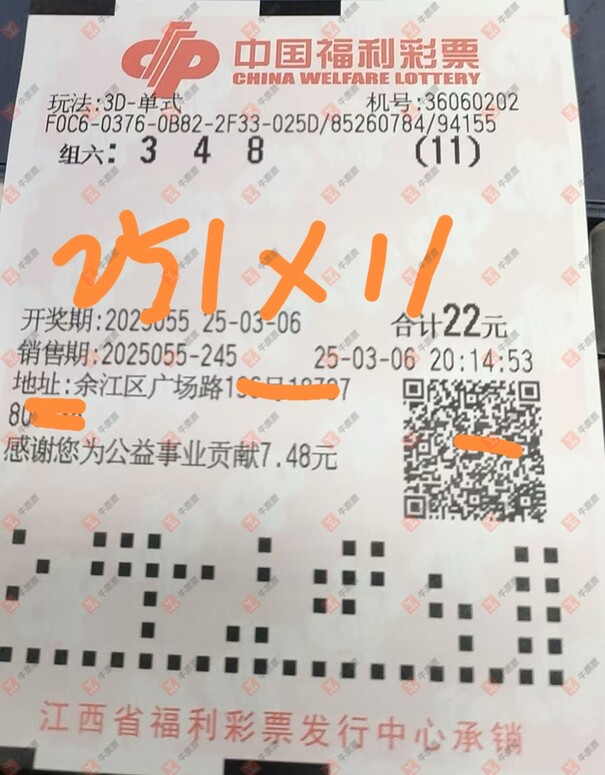 中国福利彩票
CHINA WELFARE LOTTERY
玩法:3D-单式 机号:36060202
F0C6-0376-0B82-2F33-025D/85260784/94155
组六: 3 4 8 (11)
251×11
开奖期:2025055 25-03-06 合计22元
销售期:2025055-245 25-03-06 20:14:53
地址:余江区广场路
80
感谢您为公益事业贡献7.48元
江西省福利彩票发行中心承销